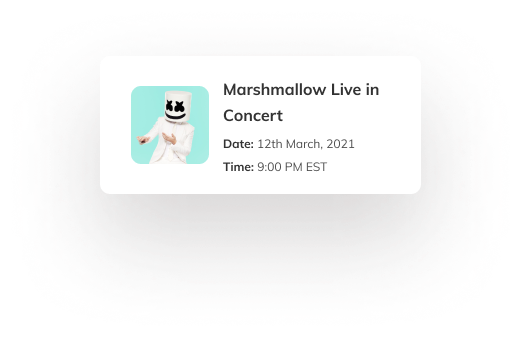 Marshmallow Live in
Concert
Date: 12th March, 2021
Time: 9:00 PM EST